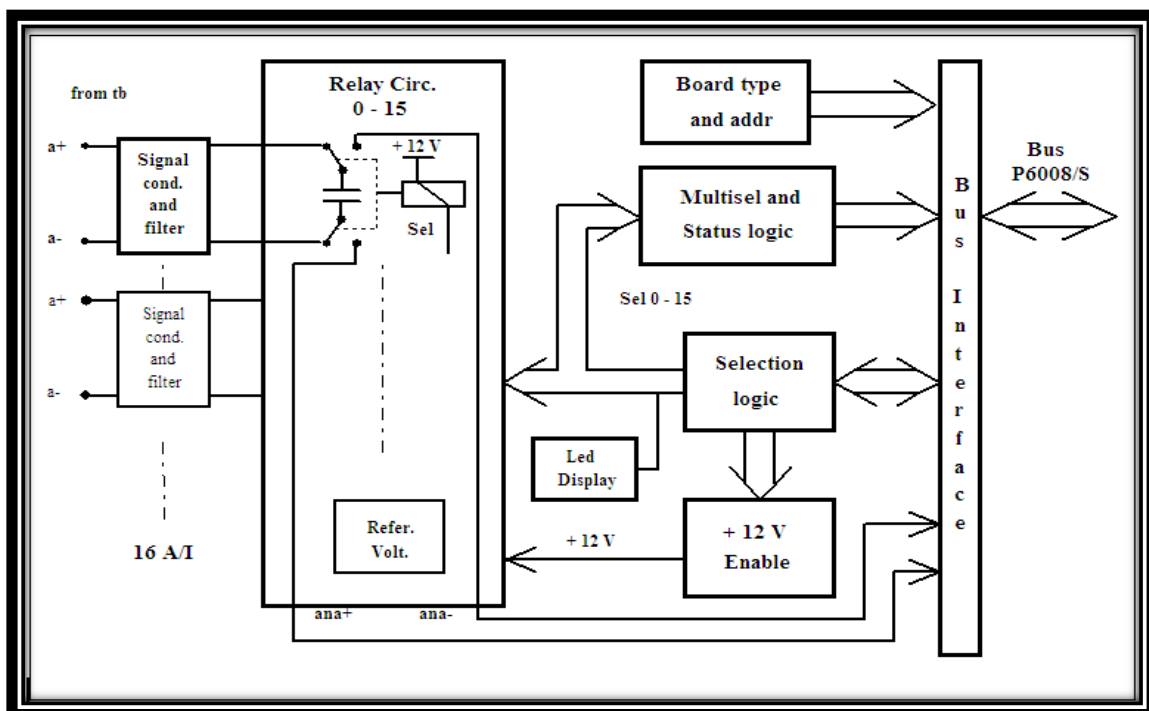 from tb
a+
a-
Signal
cond.
and
filter
a+
a-
Signal
cond.
and
filter
16 A/I
Relay Circ.
0 - 15
+ 12 V
Sel
Refer.
Volt.
ana+
ana-
Board type
and addr
Multisel and
Status logic
Sel 0 - 15
Selection
logic
Led
Display
+ 12 V
+ 12 V
Enable
Bus Interface
Bus
P6008/S